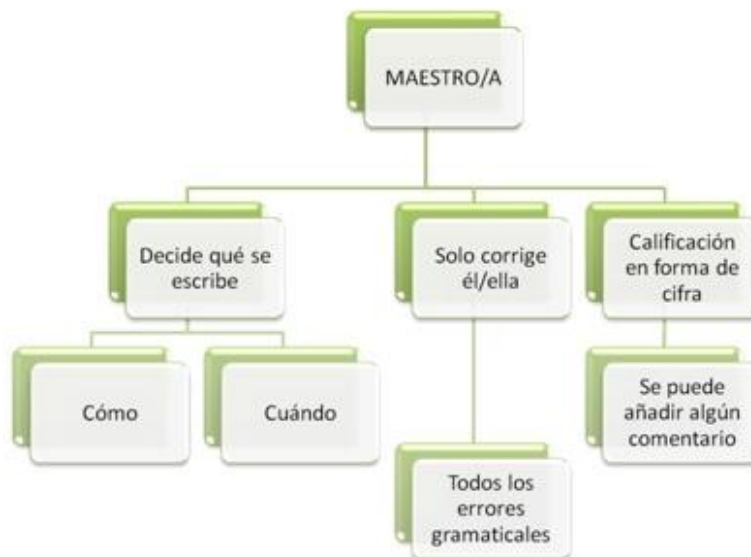 MAESTRO/A
Decide qué se
escribe
Solo corrige
él/ella
Calificación
en forma de
cifra
Cómo
Cuándo
Se puede
añadir algún
comentario
Todos los
errores
gramaticales